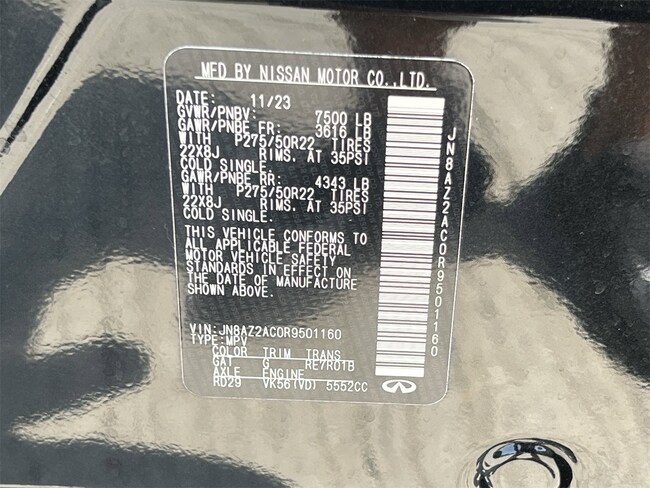 MFD BY NISSAN MOTOR CO.,LTD.
DATE: 11/23
GVWR/PNBV: 7500 LB
GAWR/PNBE FR: 3616 LB
WITH P275/50R22 TIRES
22X8J RIMS. AT 35PSI
COLD SINGLE.
GAWR/PNBE RR: 4343 LB
WITH P275/50R22 TIRES
22X8J RIMS. AT 35PSI
COLD SINGLE.
THIS VEHICLE CONFORMS TO
ALL APPLICABLE FEDERAL
MOTOR VEHICLE SAFETY
STANDARDS IN EFFECT ON
THE DATE OF MANUFACTURE
SHOWN ABOVE.
VIN:JN8AZ2AC0R9501160
TYPE:MPV
COLOR TRIM TRANS
GAT G RE7R01B
AXLE ENGINE
RD29 VK56(VD) 5552CC
JN8AZ2AC0R9501160